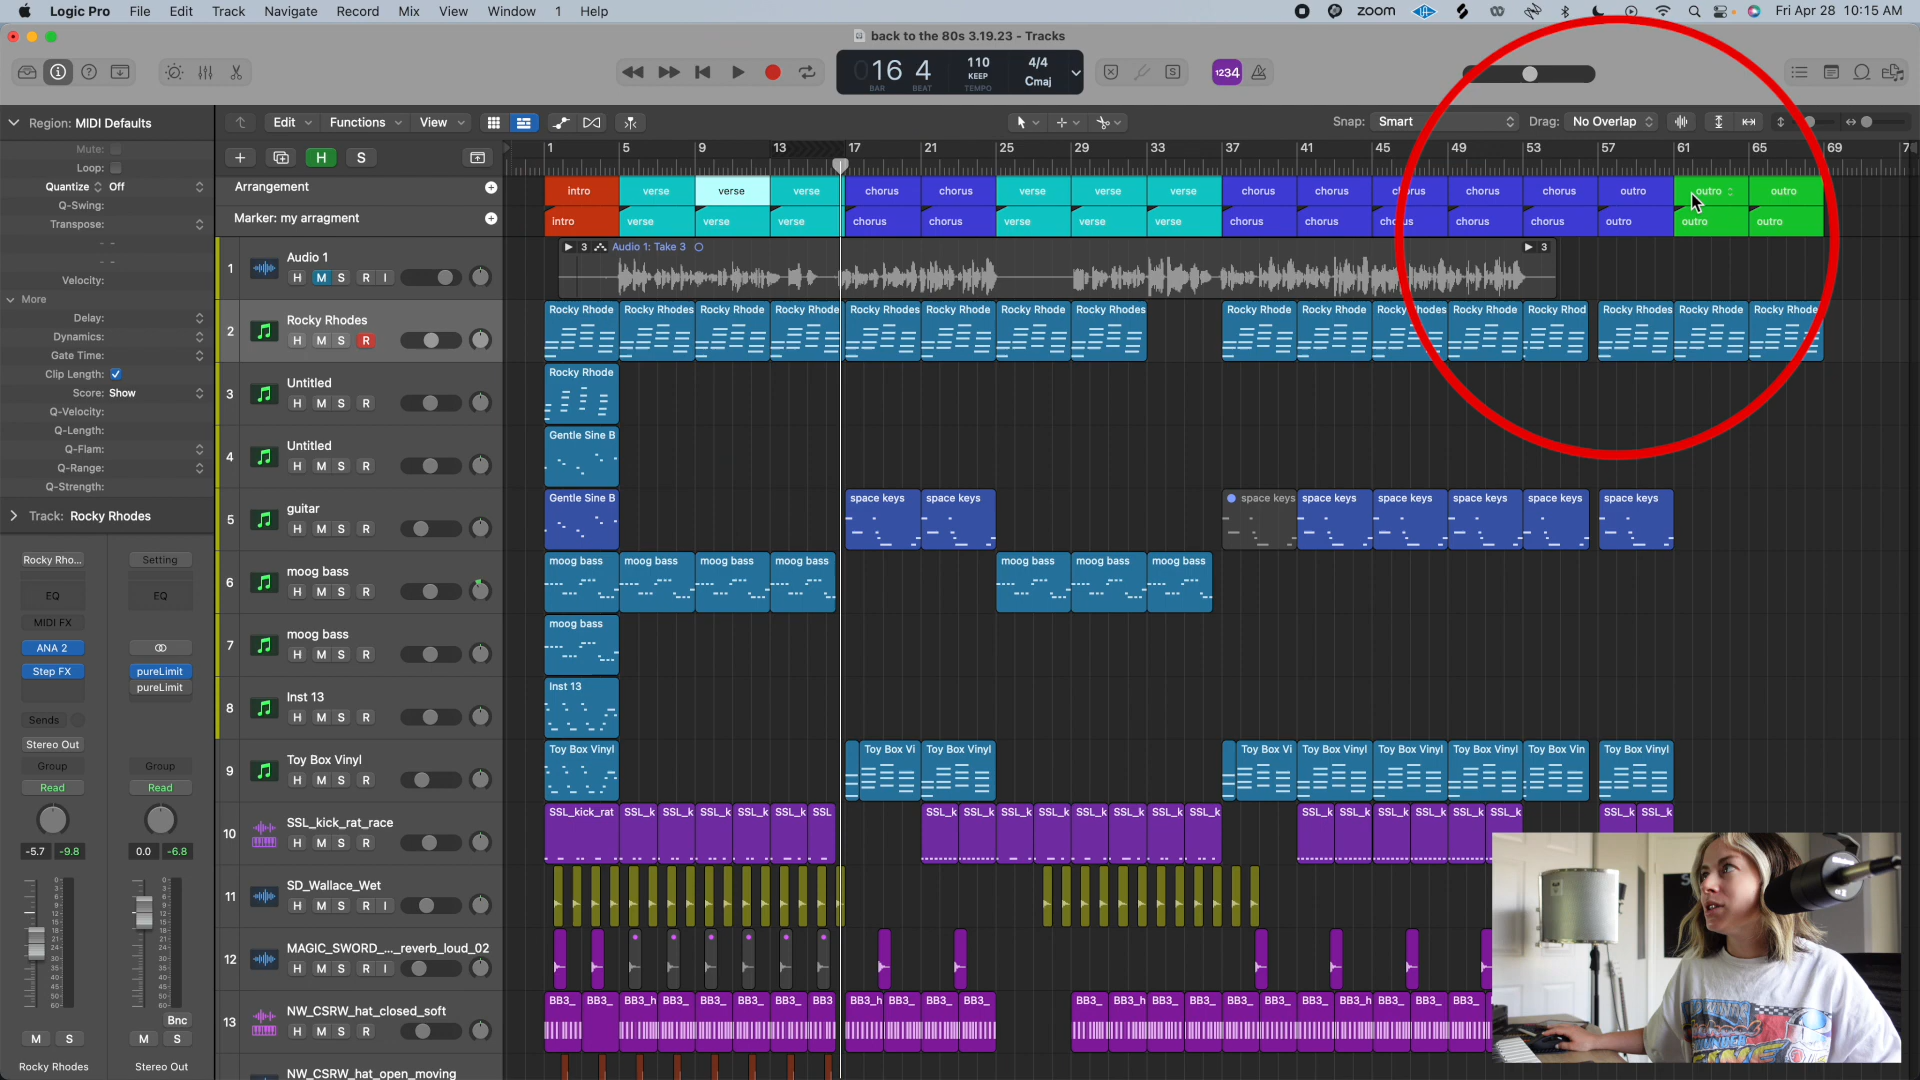 Logic Pro File Edit Track Navigate Record Mix View Window 1 Help
zoom Fri Apr 28 10:15 AM
back to the 80s 3.19.23 - Tracks
016 4 110 KEEP 4/4 Cmaj
BAR BEAT TEMPO
1234
Region: MIDI Defaults
Edit Functions View
Snap: Smart Drag: No Overlap
Mute:
Loop:
Quantize Off
Q-Swing:
Transpose:
Velocity:
More
Delay:
Dynamics:
Gate Time:
Clip Length:
Score: Show
Q-Velocity:
Q-Length:
Q-Flam:
Q-Range:
Q-Strength:
Track: Rocky Rhodes
H S
1 5 9 13 17 21 25 29 33 37 41 45 49 53 57 61 65 69
Arrangement
intro verse verse verse chorus chorus verse verse verse chorus chorus chorus chorus chorus outro outro outro
Marker: my arragment
intro verse verse verse chorus chorus verse verse verse chorus chorus chorus chorus chorus outro outro outro
1 Audio 1
H M S R I
3 Audio 1: Take 3 3
2 Rocky Rhodes
H M S R
Rocky Rhode Rocky Rhodes Rocky Rhode Rocky Rhode Rocky Rhodes Rocky Rhode Rocky Rhode Rocky Rhodes Rocky Rhode Rocky Rhode Rocky Rhodes Rocky Rhode Rocky Rhod Rocky Rhodes Rocky Rhode Rocky Rhode
3 Untitled
H M S R
Rocky Rhode
4 Untitled
H M S R
Gentle Sine B
5 guitar
H M S R
Gentle Sine B space keys space keys space keys space keys space keys space keys space keys space keys
6 moog bass
H M S R
moog bass moog bass moog bass moog bass moog bass moog bass moog bass
7 moog bass
H M S R
moog bass
8 Inst 13
H M S R
Inst 13
9 Toy Box Vinyl
H M S R
Toy Box Vinyl Toy Box Vi Toy Box Vinyl Toy Box Vi Toy Box Vinyl Toy Box Vinyl Toy Box Vinyl Toy Box Vin Toy Box Vinyl
10 SSL_kick_rat_race
H M S R
SSL_kick_rat SSL_k SSL_k SSL_k SSL_k SSL_k SSL SSL_k SSL_k SSL_k SSL_k SSL_k SSL_k SSL_k SSL_k SSL_k SSL_k SSL_k SSL_k SSL_k SSL_k SSL_k SSL_k
11 SD_Wallace_Wet
H M S R I
12 MAGIC_SWORD_..._reverb_loud_02
H M S R I
13 NW_CSRW_hat_closed_soft
H M S R
BB3_ BB3_ BB3_h BB3_ BB3_ BB3_ BB3_ BB3 BB3_h BB3_ BB3_ BB3_ BB3_ BB3_h BB3_ BB3_ BB3_ BB3_ BB3_ BB3_h BB3_ BB3_ BB3_
NW_CSRW_hat_open_moving
Rocky Rho... Setting
EQ EQ
MIDI FX
ANA 2
Step FX pureLimit
pureLimit
Sends
Stereo Out
Group Group
Read Read
-5.7 -9.8 0.0 -6.8
Bnc
M S M S
Rocky Rhodes Stereo Out